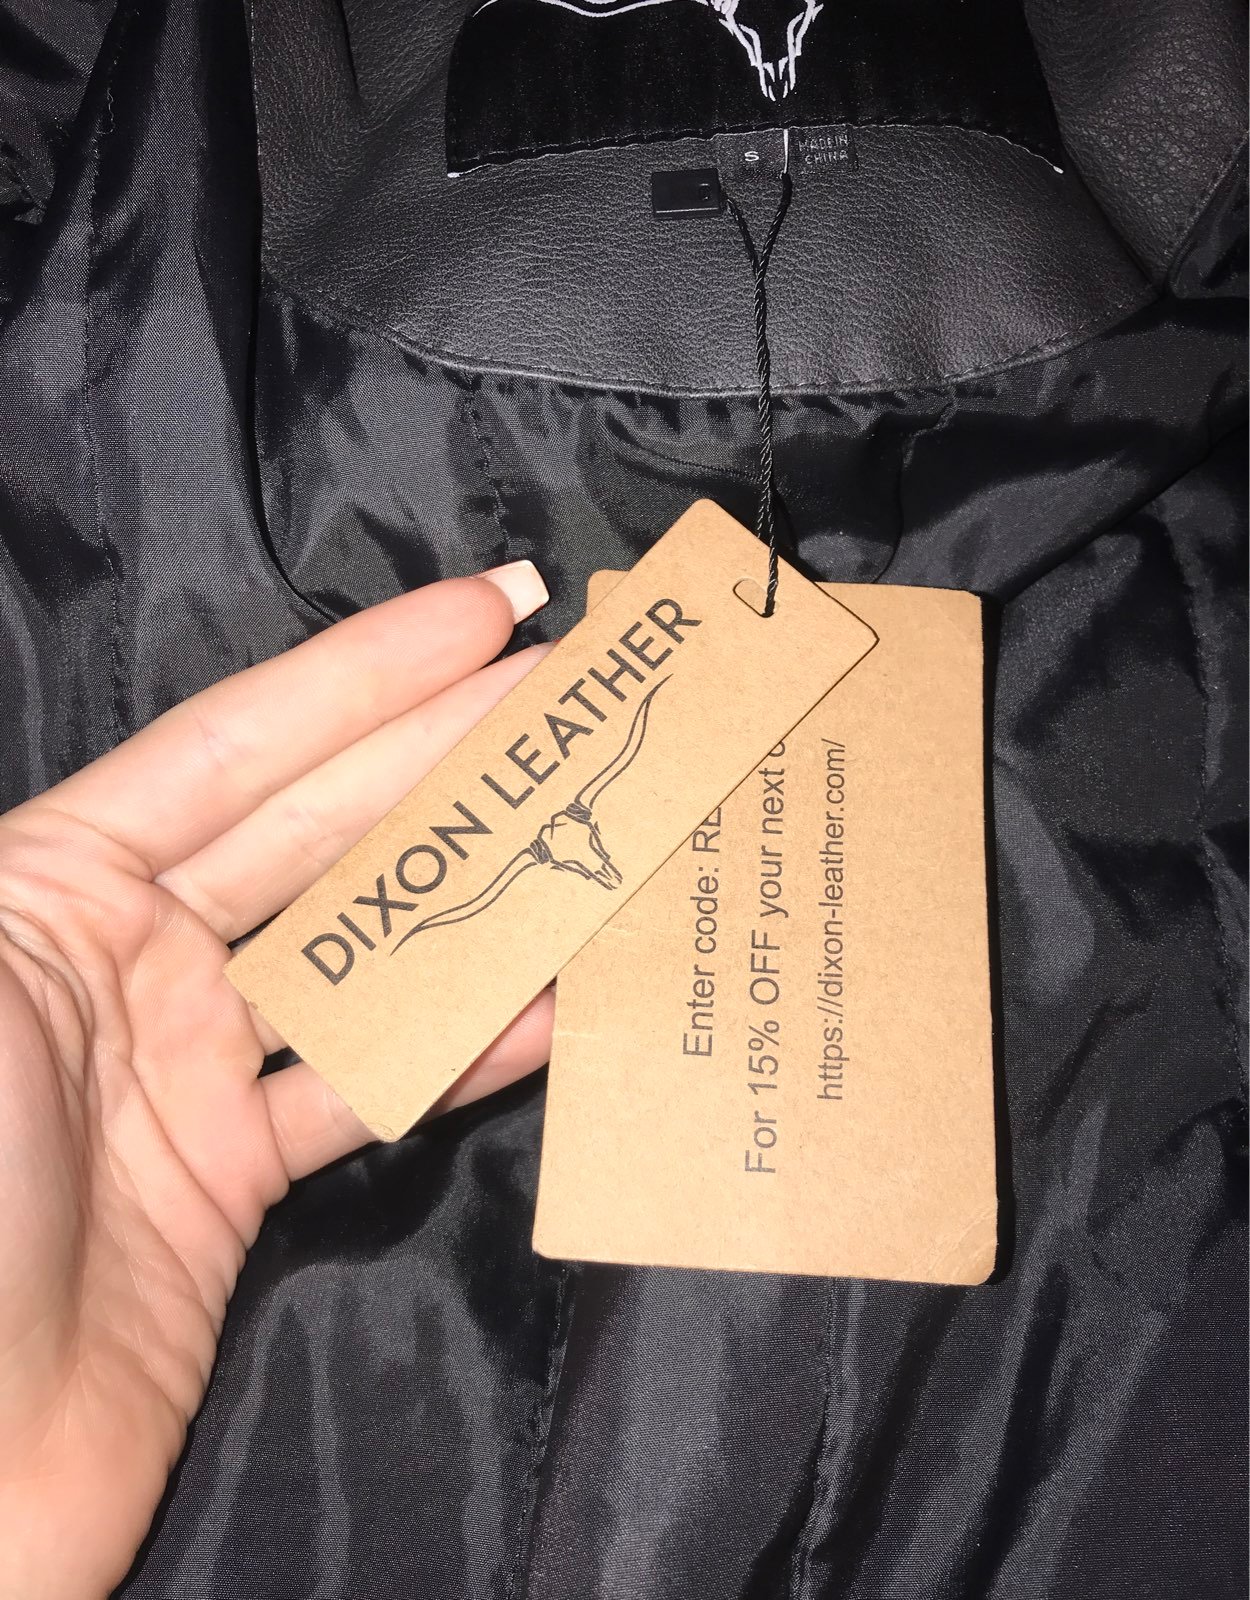 S
MADE IN
CHINA
DIXON LEATHER
Enter code:
For 15% OFF your next
https://dixon-leather.com/